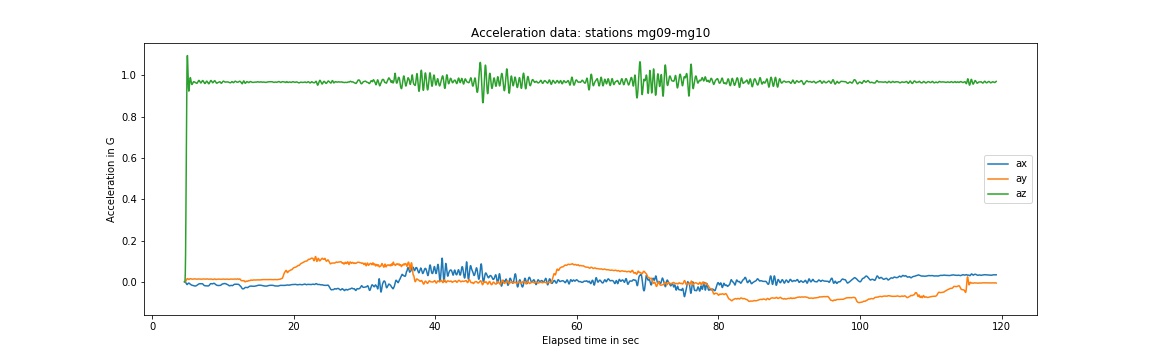 Acceleration data: stations mg09-mg10
Acceleration in G
1.0
0.8
0.6
0.4
0.2
0.0
ax
ay
az
0 20 40 60 80 100 120
Elapsed time in sec